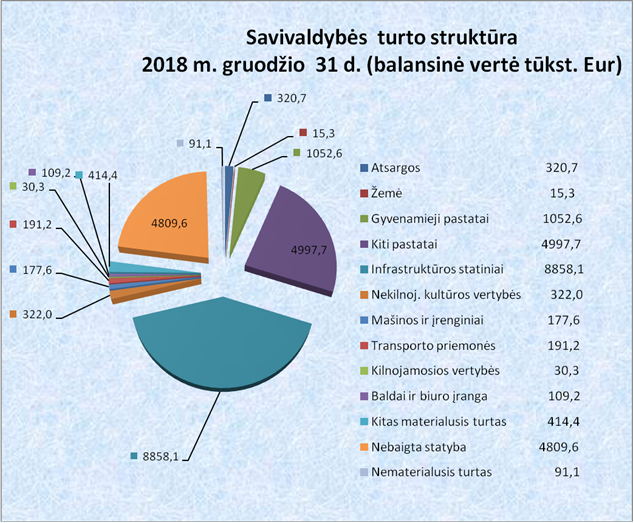 Savivaldybės turto struktūra
2018 m. gruodžio 31 d. (balansinė vertė tūkst. Eur)
320,7
91,1
15,3
1052,6
109,2
414,4
30,3
191,2
177,6
322,0
4809,6
4997,7
8858,1
Atsargos 320,7
Žemė 15,3
Gyvenamieji pastatai 1052,6
Kiti pastatai 4997,7
Infrastruktūros statiniai 8858,1
Nekilnoj. kultūros vertybės 322,0
Mašinos ir įrenginiai 177,6
Transporto priemonės 191,2
Kilnojamosios vertybės 30,3
Baldai ir biuro įranga 109,2
Kitas materialusis turtas 414,4
Nebaigta statyba 4809,6
Nematerialusis turtas 91,1